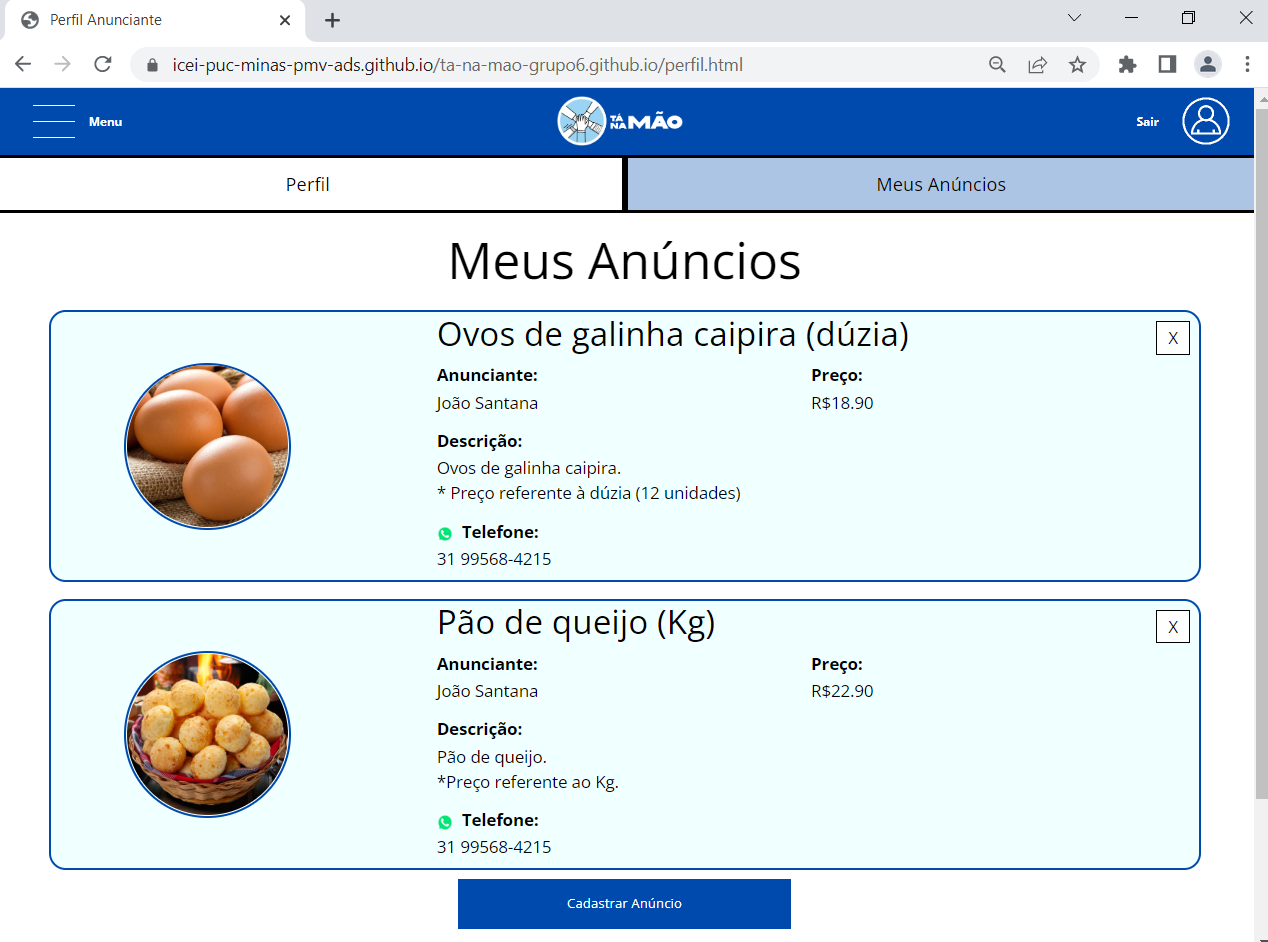 Perfil Anunciante
icei-puc-minas-pmv-ads.github.io/ta-na-mao-grupo6.github.io/perfil.html
Menu
TÁ
NA MÃO
Sair
Perfil
Meus Anúncios
Meus Anúncios
Ovos de galinha caipira (dúzia)
X
Anunciante:
Preço:
João Santana
R$18.90
Descrição:
Ovos de galinha caipira.
* Preço referente à dúzia (12 unidades)
Telefone:
31 99568-4215
Pão de queijo (Kg)
X
Anunciante:
Preço:
João Santana
R$22.90
Descrição:
Pão de queijo.
*Preço referente ao Kg.
Telefone:
31 99568-4215
Cadastrar Anúncio